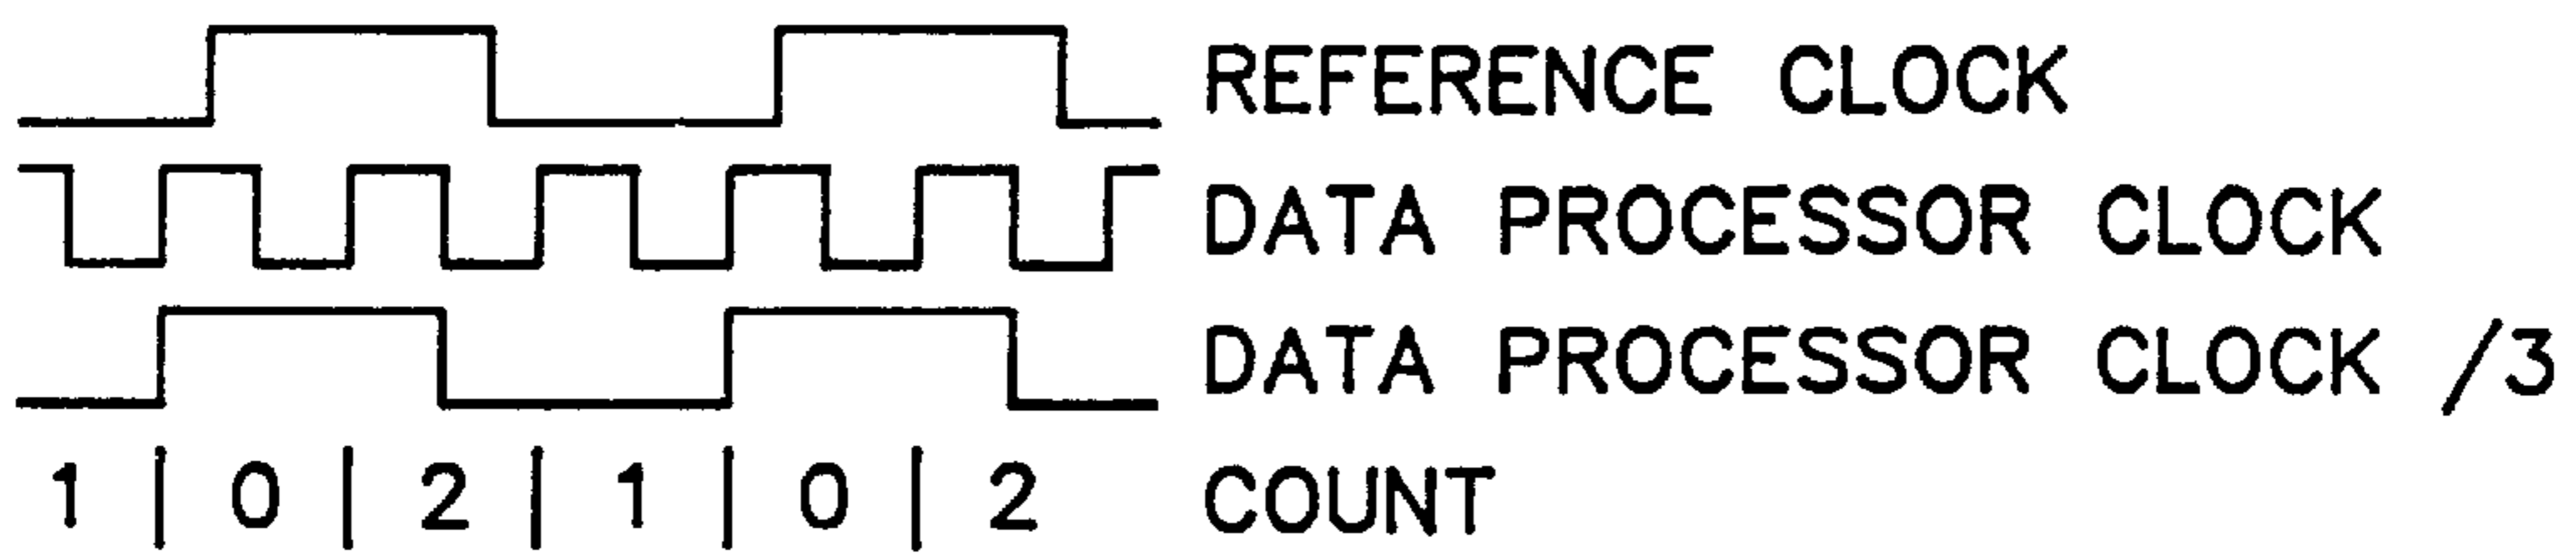 REFERENCE CLOCK
DATA PROCESSOR CLOCK
DATA PROCESSOR CLOCK /3
1 | 0 | 2 | 1 | 0 | 2 COUNT